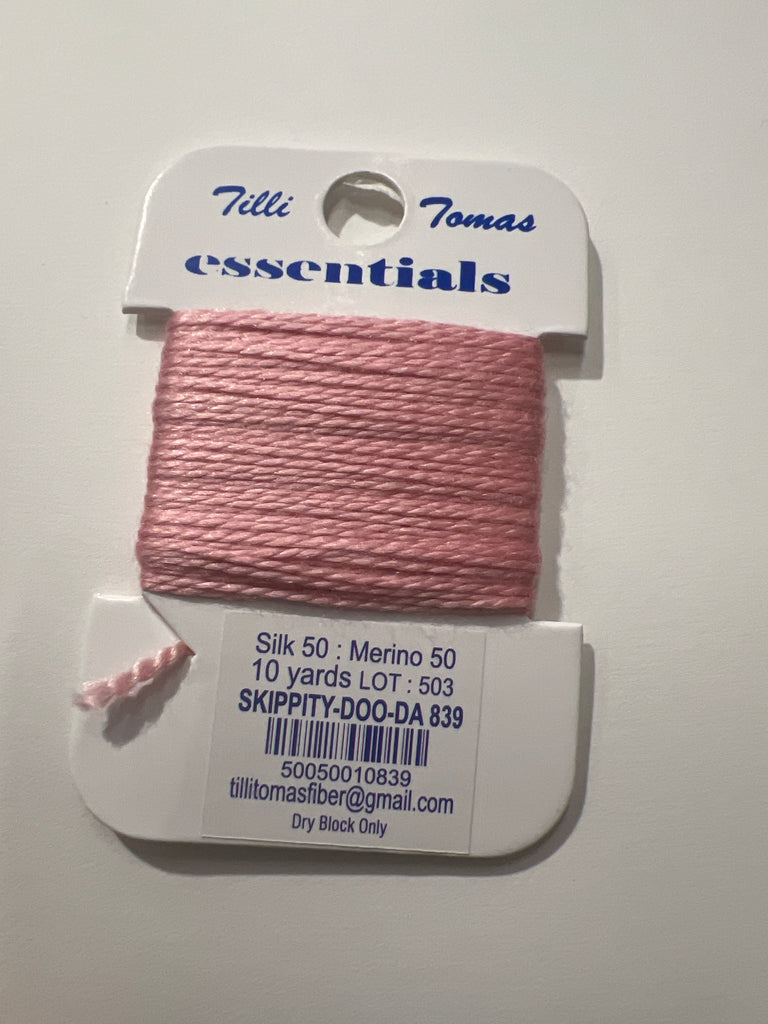 Tilli Tomas
essentials
Silk 50 : Merino 50
10 yards LOT : 503
SKIPPITY-DOO-DA 839
50050010839
tillitomasfiber@gmail.com
Dry Block Only